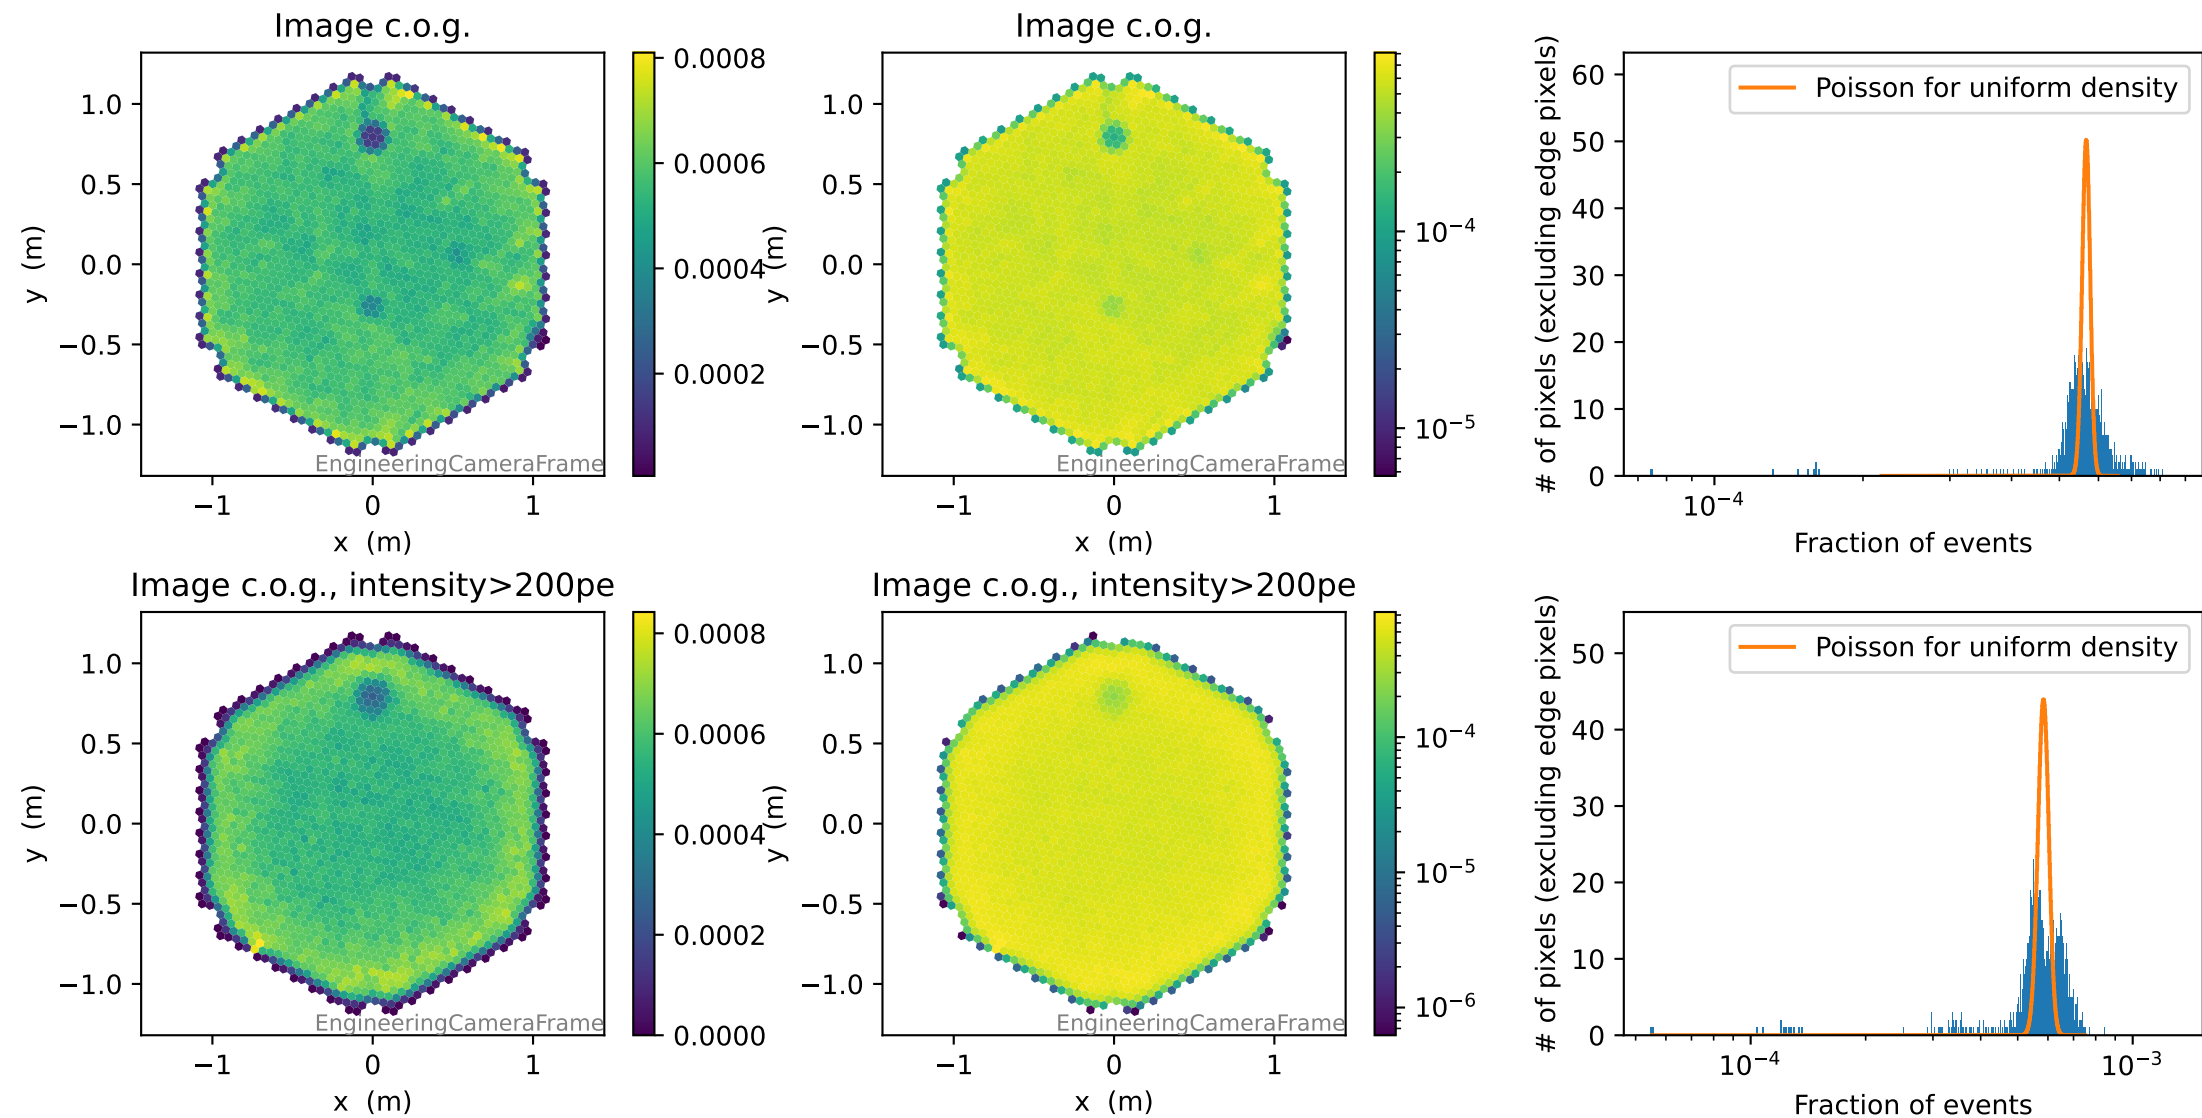 Image c.o.g.
1.0
0.5
0.0
−0.5
−1.0
y (m)
−1
0
1
x (m)
EngineeringCameraFrame
0.0008
0.0006
0.0004
0.0002
Image c.o.g.
1.0
0.5
0.0
−0.5
−1.0
y (m)
−1
0
1
x (m)
EngineeringCameraFrame
10⁻⁴
10⁻⁵
# of pixels (excluding edge pixels)
60
50
40
30
20
10
0
Poisson for uniform density
10⁻⁴
Fraction of events
Image c.o.g., intensity>200pe
1.0
0.5
0.0
−0.5
−1.0
y (m)
−1
0
1
x (m)
EngineeringCameraFrame
0.0008
0.0006
0.0004
0.0002
0.0000
Image c.o.g., intensity>200pe
1.0
0.5
0.0
−0.5
−1.0
y (m)
−1
0
1
x (m)
EngineeringCameraFrame
10⁻⁴
10⁻⁵
10⁻⁶
# of pixels (excluding edge pixels)
50
40
30
20
10
0
Poisson for uniform density
10⁻⁴
10⁻³
Fraction of events